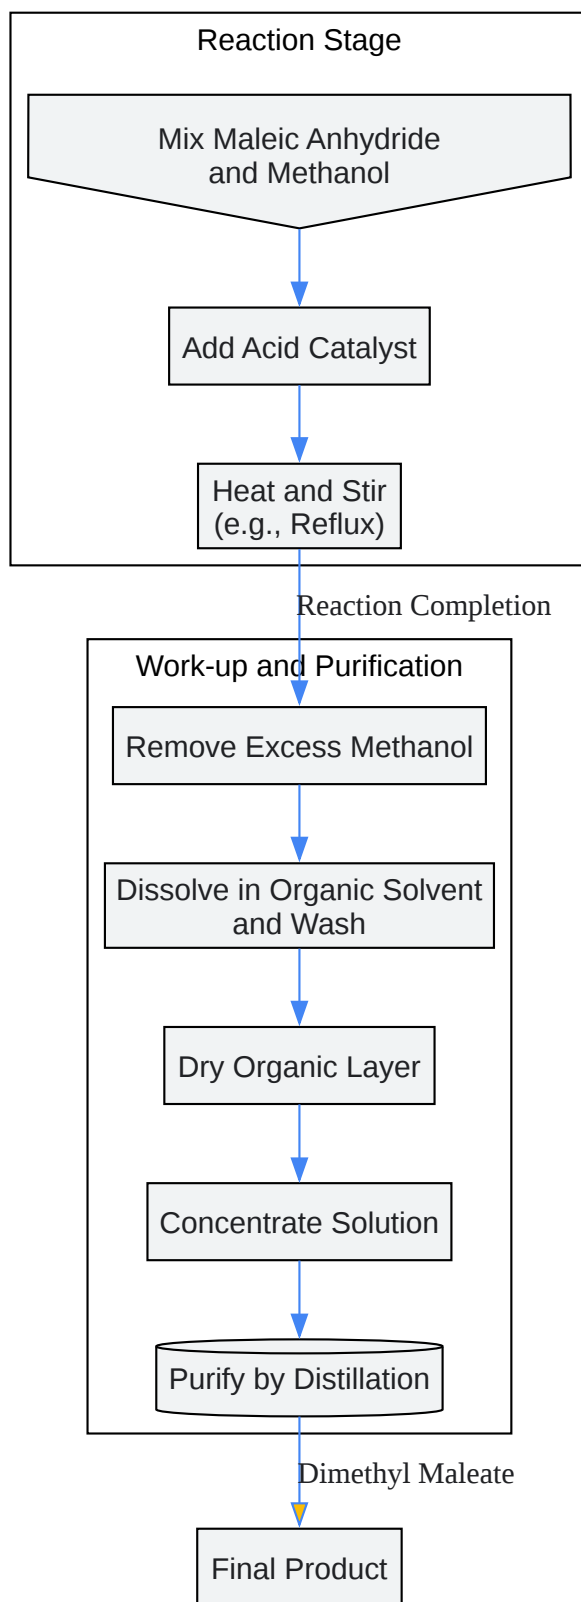 Reaction Stage
Mix Maleic Anhydride
and Methanol
Add Acid Catalyst
Heat and Stir
(e.g., Reflux)
Reaction Completion
Work-up and Purification
Remove Excess Methanol
Dissolve in Organic Solvent
and Wash
Dry Organic Layer
Concentrate Solution
Purify by Distillation
Dimethyl Maleate
Final Product